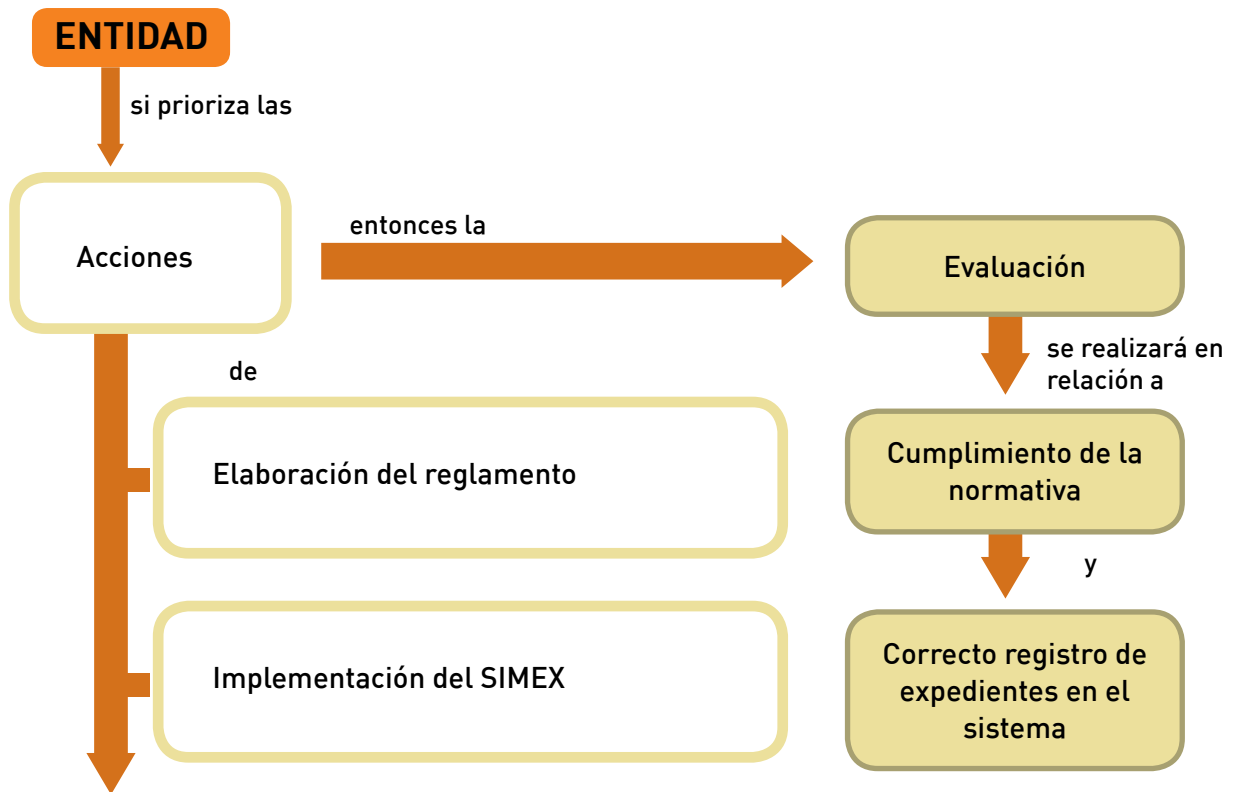 ENTIDAD
si prioriza las
Acciones
entonces la
Evaluación
se realizará en
relación a
de
Elaboración del reglamento
Cumplimiento de la
normativa
y
Implementación del SIMEX
Correcto registro de
expedientes en el
sistema